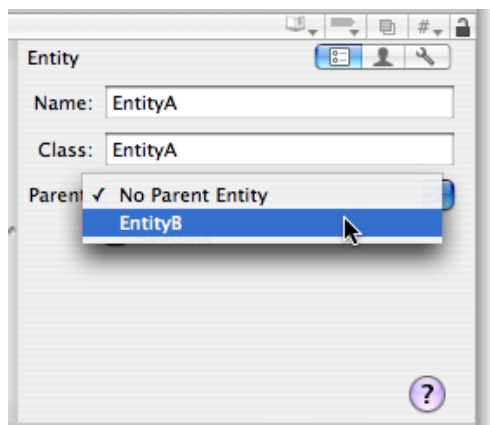 #
Entity
Name: EntityA
Class: EntityA
Parent ✓ No Parent Entity
EntityB
?